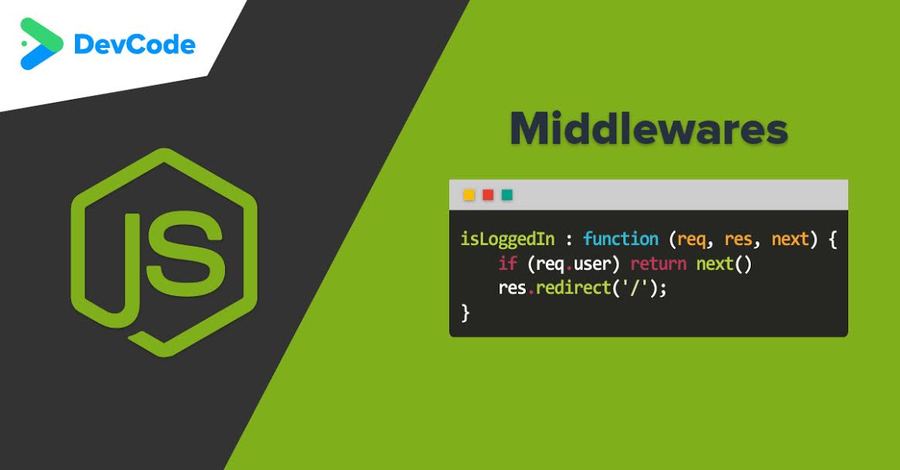 DevCode
JS
Middlewares
isLoggedIn : function (req, res, next) {
    if (req.user) return next()
    res.redirect('/');
}